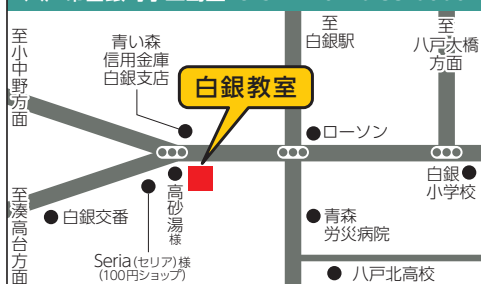 至小中野方面
青い森
信用金庫
白銀支店
至
白銀駅
至
八戸大橋
方面
白銀教室
ローソン
白銀
小学校
高砂湯様
至湊高台方面
白銀交番
青森
労災病院
Seria(セリア)様
(100円ショップ)
八戸北高校